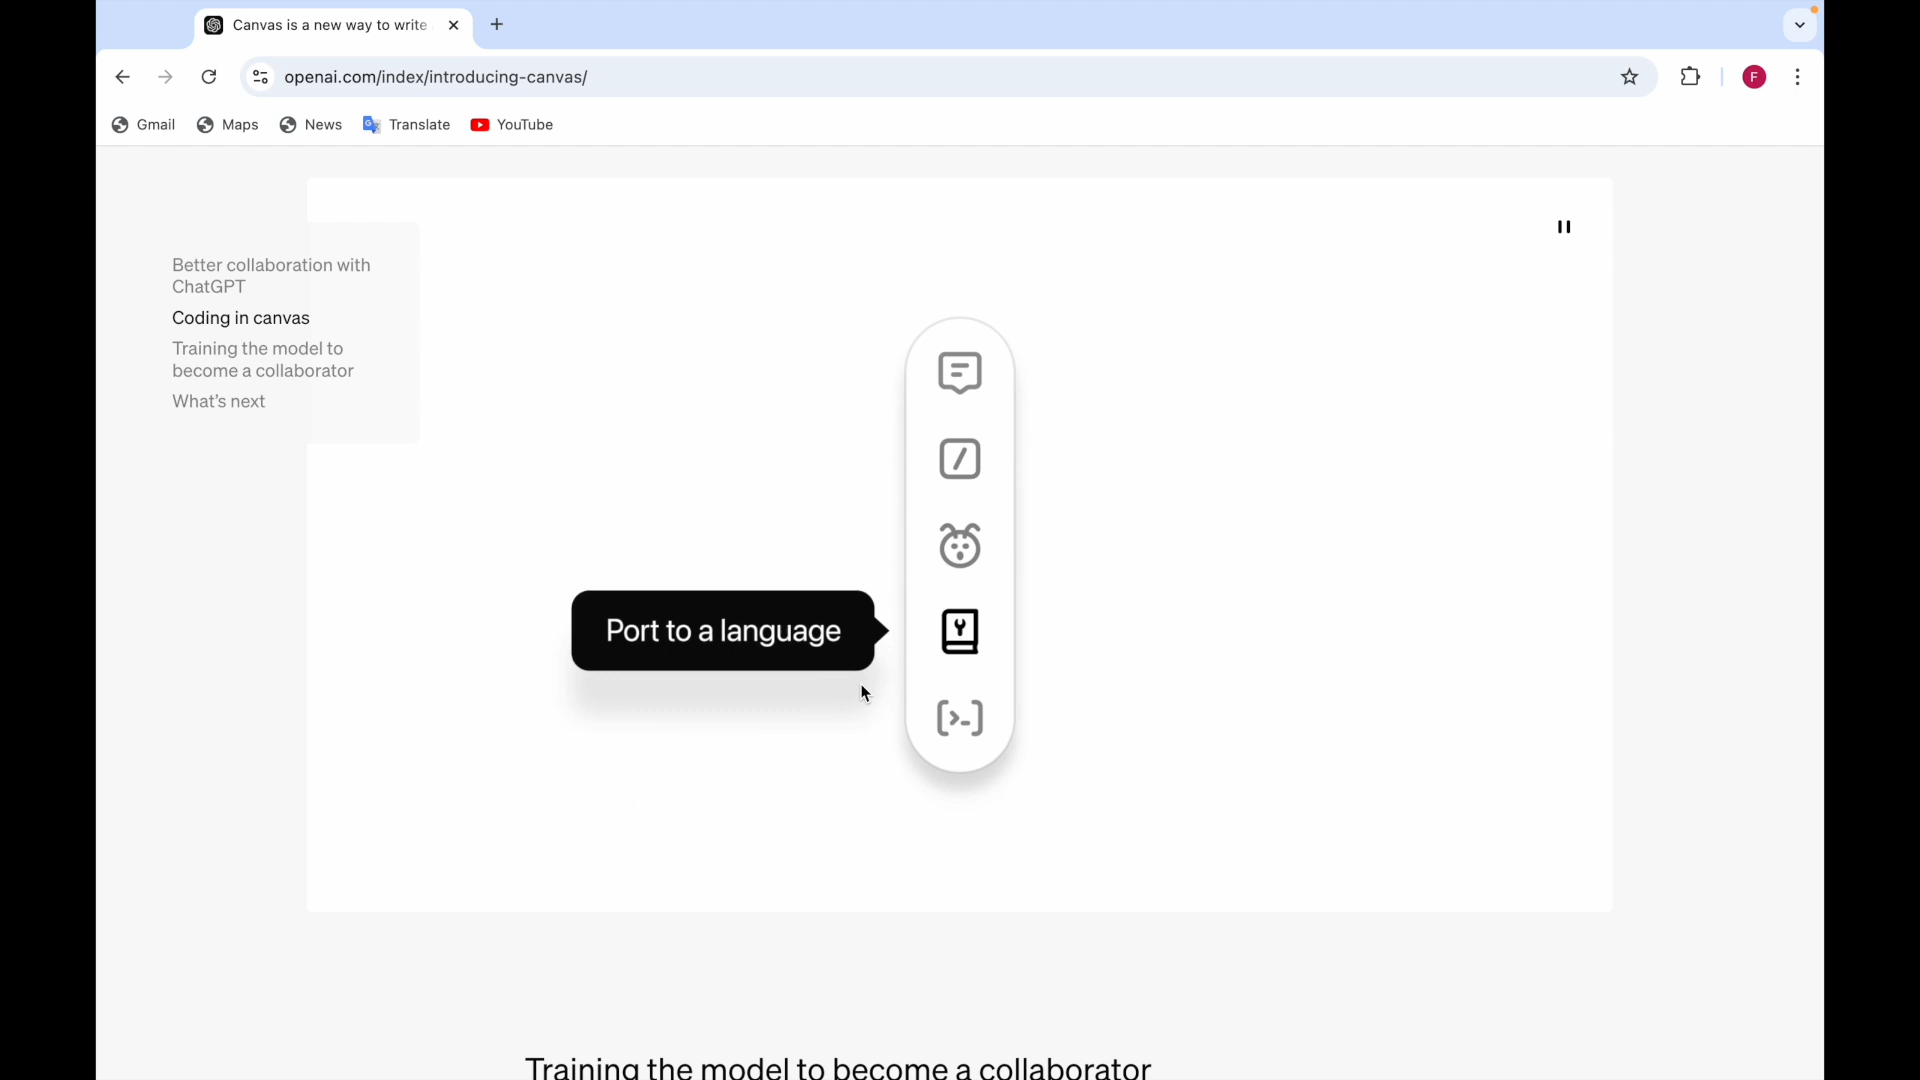 Canvas is a new way to write
openai.com/index/introducing-canvas/
F
Gmail
Maps
News
Translate
YouTube
Better collaboration with
ChatGPT
Coding in canvas
Training the model to
become a collaborator
What's next
Port to a language
Training the model to become a collaborator